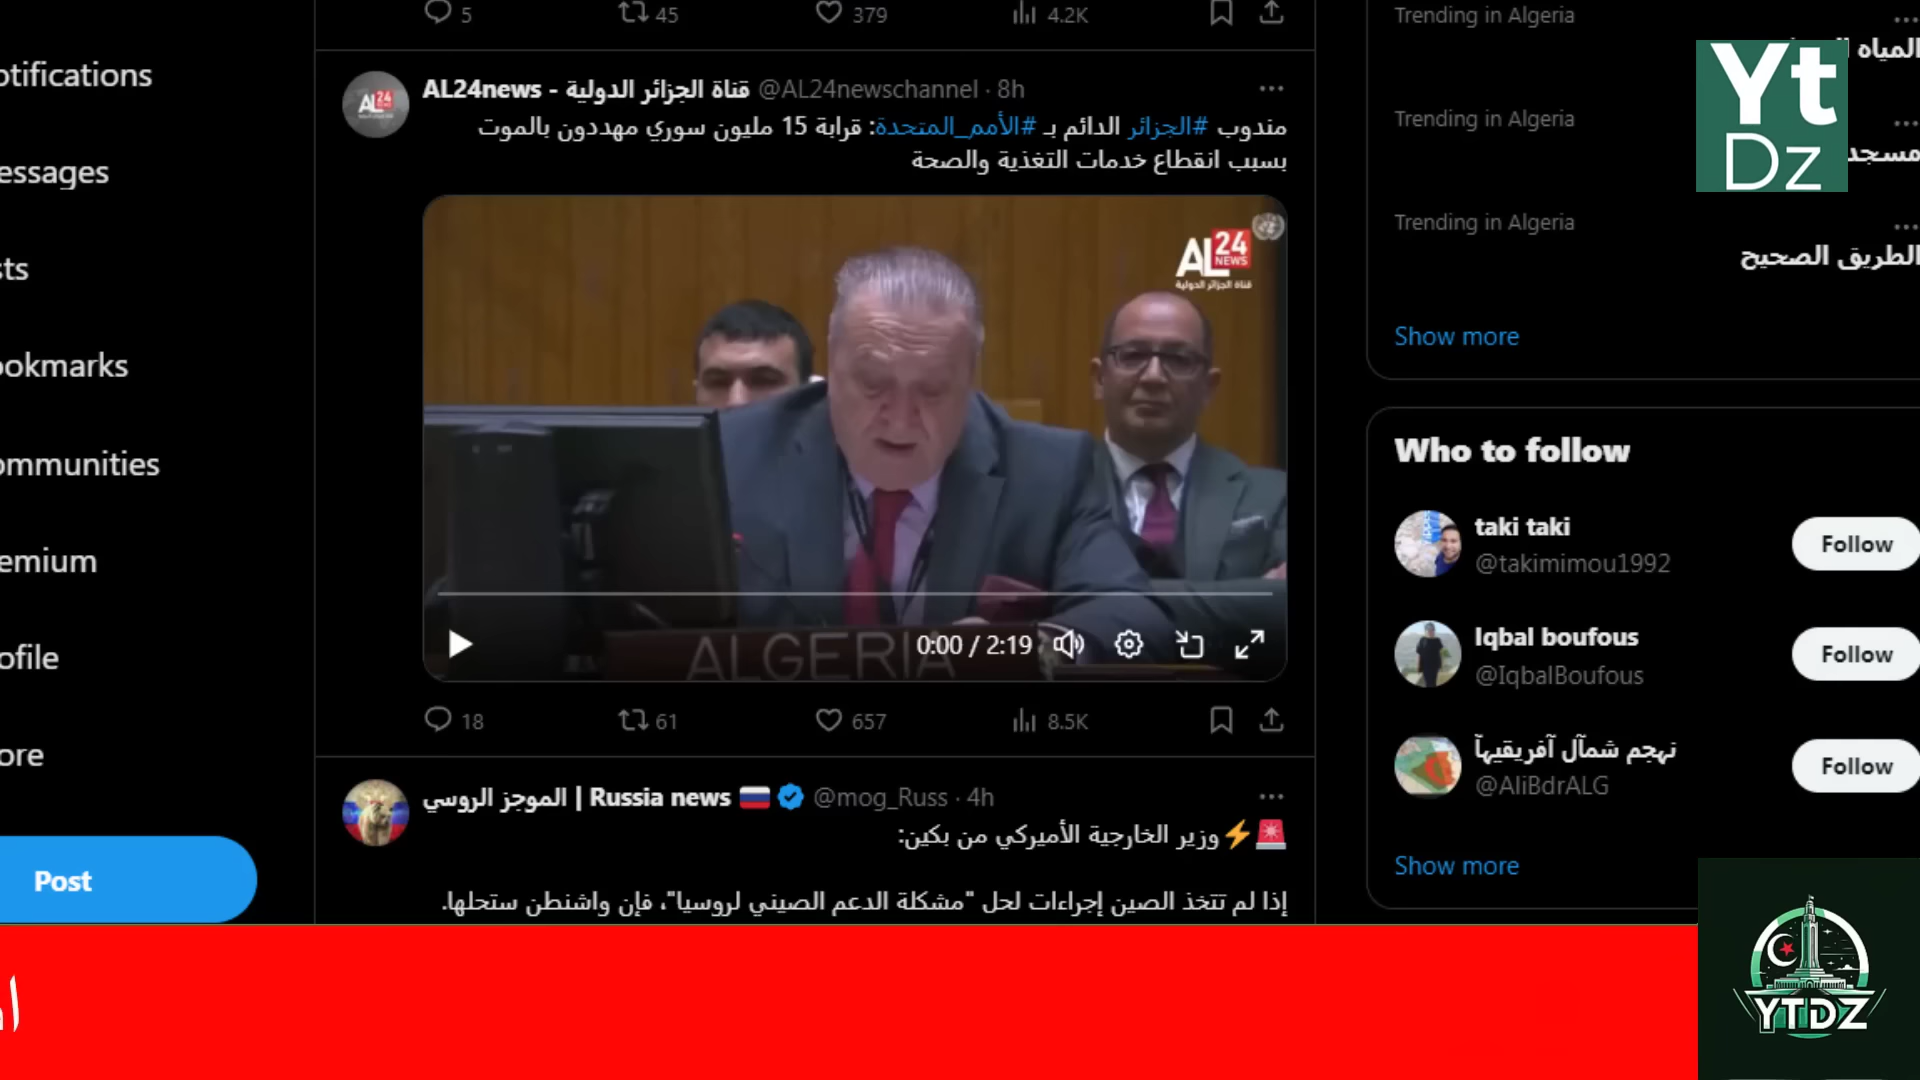 otifications
essages
sts
ookmarks
ommunities
emium
ofile
ore
Post
5 45 379 4.2K
AL24news - قناة الجزائر الدولية @AL24newschannel · 8h
مندوب #الجزائر الدائم بـ #الأمم_المتحدة: قرابة 15 مليون سوري مهددون بالموت
بسبب انقطاع خدمات التغذية والصحة
AL 24 NEWS
قناة الجزائر الدولية
ALGERIA
0:00 / 2:19
18 61 657 8.5K
الموجز الروسي | Russia news 🇷🇺 @mog_Russ · 4h
🚨⚡وزير الخارجية الأميركي من بكين:
إذا لم تتخذ الصين إجراءات لحل "مشكلة الدعم الصيني لروسيا"، فإن واشنطن ستحلها.
Trending in Algeria
المياه
Trending in Algeria
مسجد
Trending in Algeria
الطريق الصحيح
Show more
Who to follow
taki taki
@takimimou1992
Follow
Iqbal boufous
@IqbalBoufous
Follow
نهجم شمآل آفريقيهآ
@AliBdrALG
Follow
Show more
Yt
Dz
YTDZ